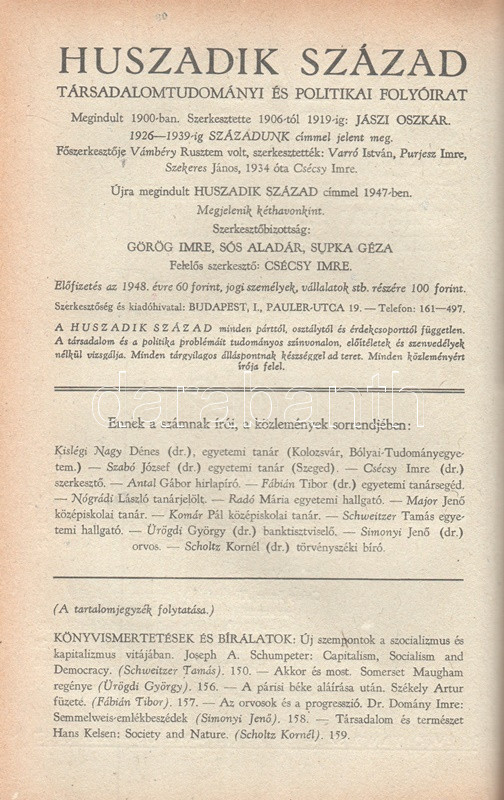 HUSZADIK SZÁZAD
TÁRSADALOMTUDOMÁNYI ÉS POLITIKAI FOLYÓIRAT
Megindult 1900-ban. Szerkesztette 1906-tól 1919-ig: JÁSZI OSZKÁR.
1926—1939-ig SZÁZADUNK címmel jelent meg.
Főszerkesztője Vámbéry Rusztem volt, szerkesztették: Varró István, Purjesz Imre,
Szekeres János, 1934 óta Csécsy Imre.
Újra megindult HUSZADIK SZÁZAD címmel 1947-ben.
Megjelenik kéthavonkint.
Szerkesztőbizottság:
GÖRÖG IMRE, SÓS ALADÁR, SUPKA GÉZA
Felelős szerkesztő: CSÉCSY IMRE.
Előfizetés az 1948. évre 60 forint, jogi személyek, vállalatok stb. részére 100 forint.
Szerkesztőség és kiadóhivatal: BUDAPEST, I., PAULER-UTCA 19. — Telefon: 161—497.
A HUSZADIK SZÁZAD minden párttól, osztálytól és érdekcsoporttól független.
A társadalom és a politika problémáit tudományos színvonalon, előítéletek és szenvedélyek
nélkül vizsgálja. Minden tárgyilagos álláspontnak készséggel ad teret. Minden közleményért
írója felel.
darabanth
Ennek a számnak írói, a közlemények sorrendjében:
Kislégi Nagy Dénes (dr.), egyetemi tanár (Kolozsvár, Bólyai-Tudományegye-
tem.) — Szabó József (dr.) egyetemi tanár (Szeged). — Csécsy Imre (dr.)
szerkesztő. — Antal Gábor hírlapíró. — Fábián Tibor (dr.) egyetemi tanársegéd.
— Nógrádi László tanárjelölt. — Radó Mária egyetemi hallgató. — Major Jenő
középiskolai tanár. — Komár Pál középiskolai tanár. — Schweitzer Tamás egye-
temi hallgató. — Ürögdi György (dr.) banktisztviselő. — Simonyi Jenő (dr.)
orvos. — Scholtz Kornél (dr.) törvényszéki bíró.
(A tartalomjegyzék folytatása.)
KÖNYVISMERTETÉSEK ÉS BÍRÁLATOK: Új szempontok a szocializmus és
kapitalizmus vitájában. Joseph A. Schumpeter: Capitalism, Socialism and
Democracy. (Schweitzer Tamás). 150. — Akkor és most. Somerset Maugham
regénye (Ürögdi György). 156. — A párisi béke aláírása után. Székely Artur
füzete. (Fábián Tibor). 157. — Az orvosok és a progresszió. Dr. Domány Imre:
Semmelweis-emlékbeszédek (Simonyi Jenő). 158. — Társadalom és természet
Hans Kelsen: Society and Nature. (Scholtz Kornél). 159.